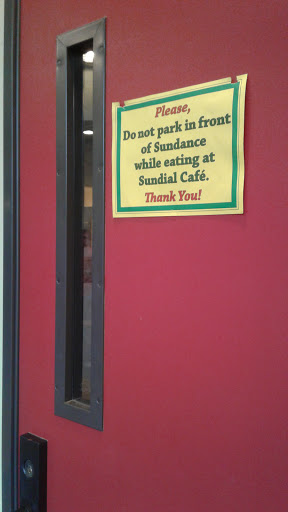 Please,
Do not park in front
of Sundance
while eating at
Sundial Café.
Thank You!